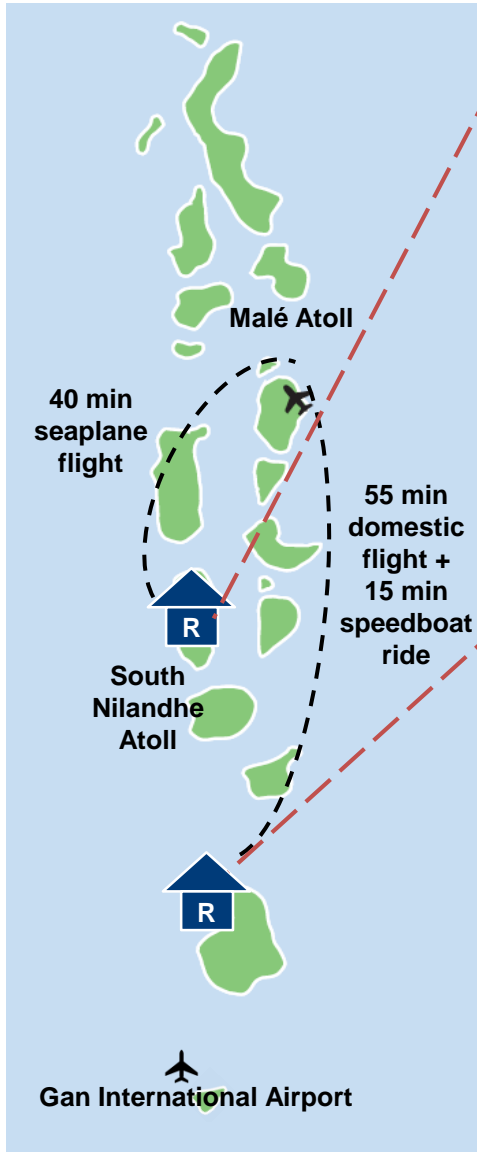 Malé Atoll
40 min
seaplane
flight
55 min
domestic
flight +
15 min
speedboat
ride
R
South
Nilandhe
Atoll
R
Gan International Airport